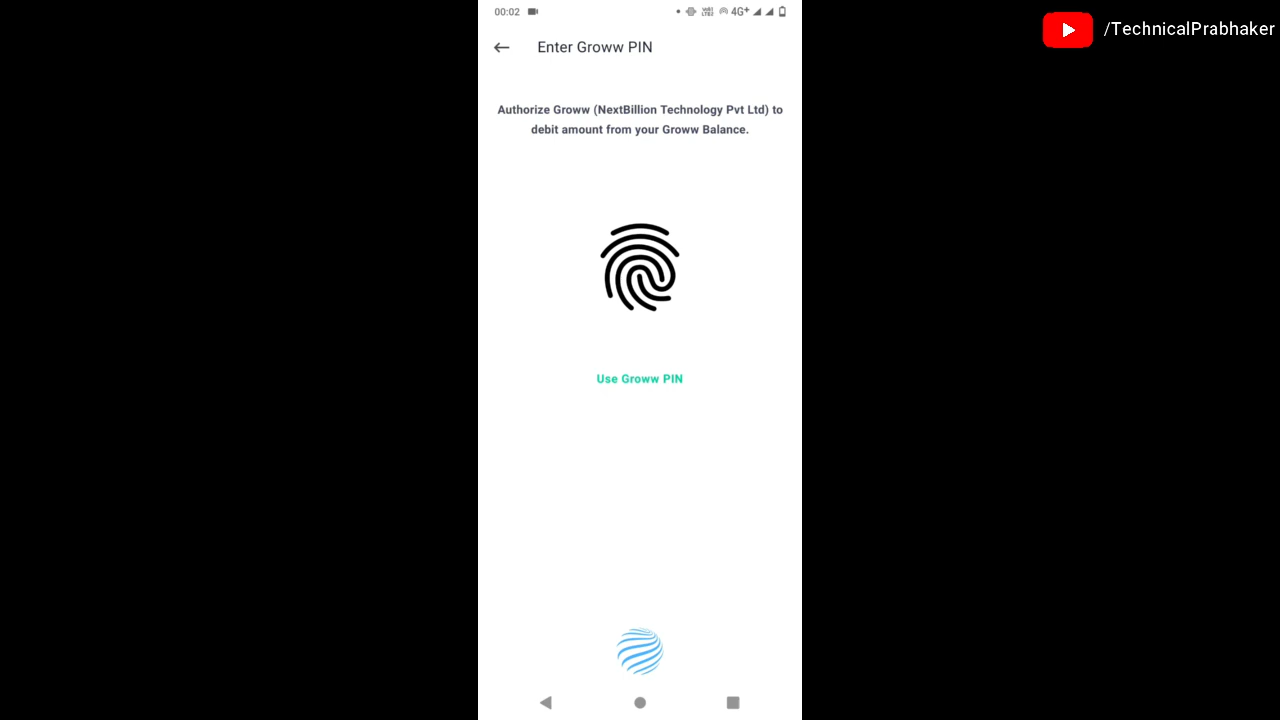 00:02
4G+
/TechnicalPrabhaker
Enter Groww PIN
Authorize Groww (NextBillion Technology Pvt Ltd) to
debit amount from your Groww Balance.
Use Groww PIN